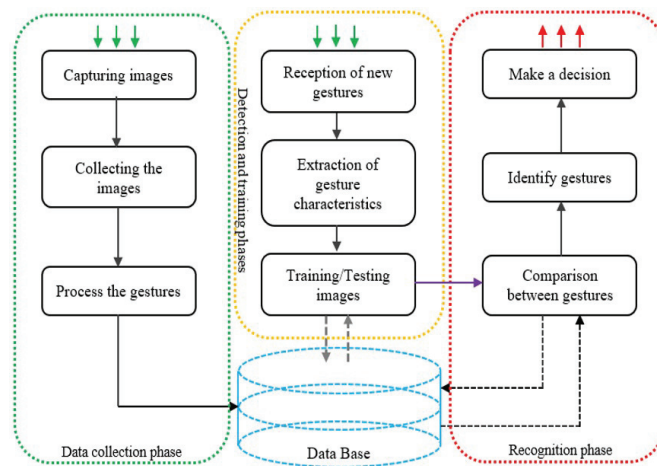 Capturing images
Collecting the
images
Process the gestures
Data collection phase
Detection and training phases
Reception of new
gestures
Extraction of
gesture
characteristics
Training/Testing
images
Data Base
Make a decision
Identify gestures
Comparison
between gestures
Recognition phase